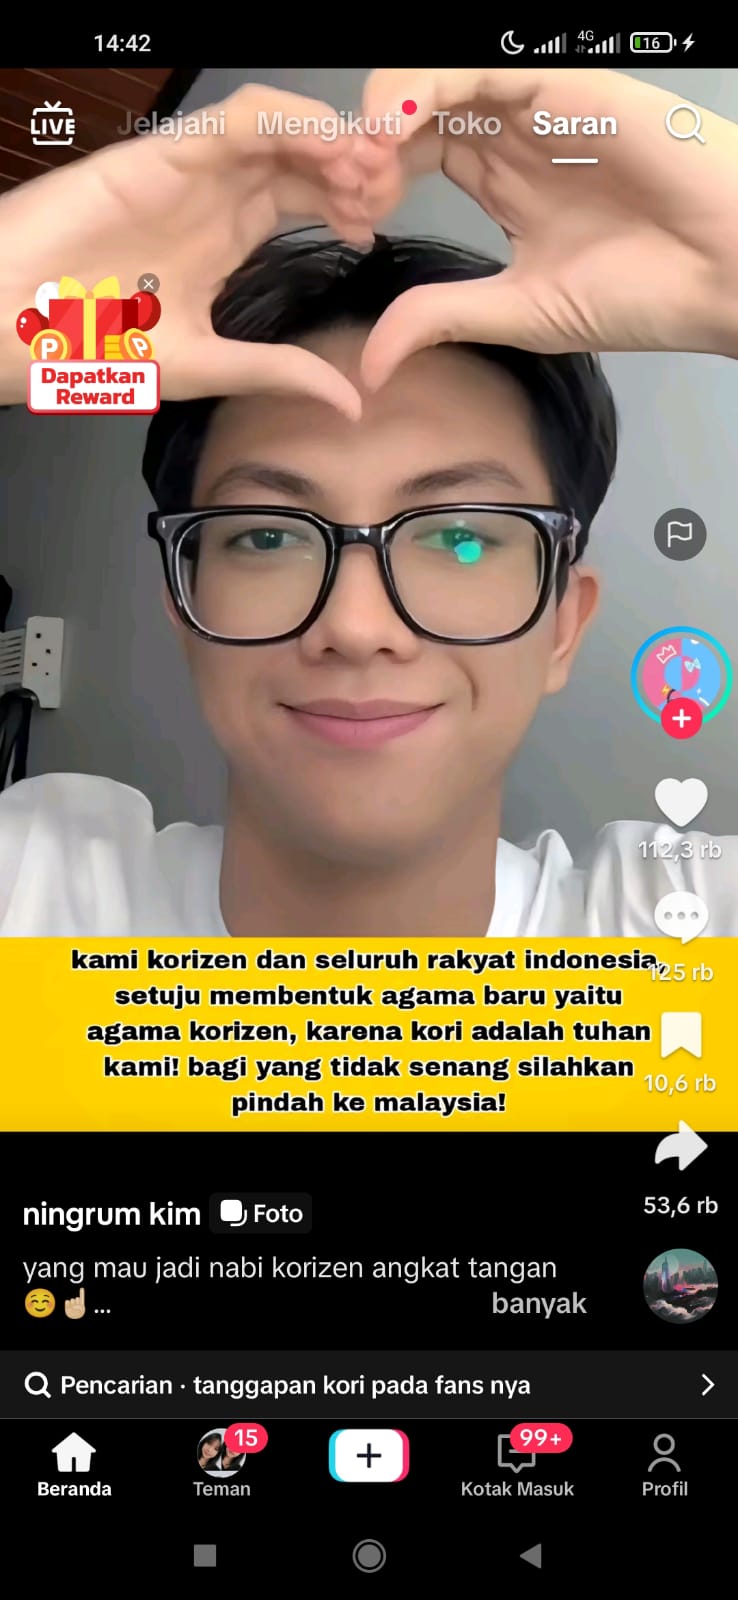 14:42
4G
16
LIVE
Jelajahi
Mengikuti
Toko
Saran
P
P
Dapatkan
Reward
112,3 rb
kami korizen dan seluruh rakyat indonesia,
125 rb
setuju membentuk agama baru yaitu
agama korizen, karena kori adalah tuhan
kami! bagi yang tidak senang silahkan
10,6 rb
pindah ke malaysia!
53,6 rb
ningrum kim
Foto
yang mau jadi nabi korizen angkat tangan
☺️☝🏼...
banyak
Pencarian · tanggapan kori pada fans nya
15
99+
Beranda
Teman
Kotak Masuk
Profil